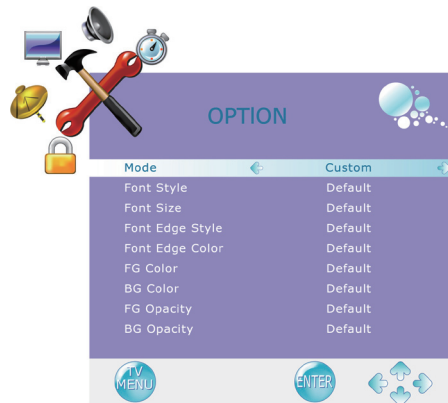 OPTION
Mode Custom
Font Style Default
Font Size Default
Font Edge Style Default
Font Edge Color Default
FG Color Default
BG Color Default
FG Opacity Default
BG Opacity Default
TV MENU ENTER